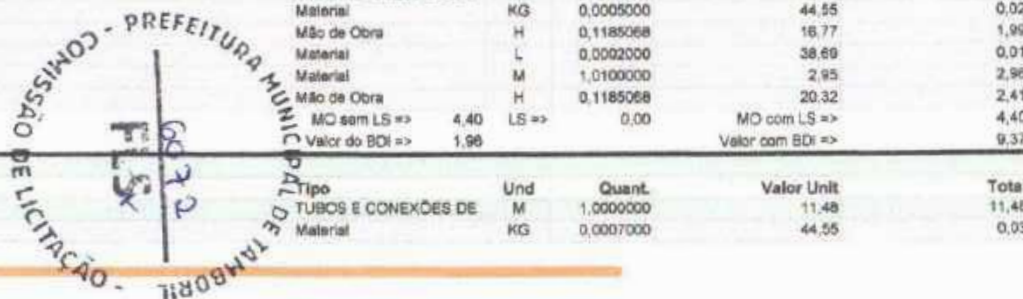 Material KG 0,0005000 44,55 0,02
Mão de Obra H 0,1185068 16,77 1,99
Material L 0,0002000 38,69 0,01
Material M 1,0100000 2,95 2,98
Mão de Obra H 0,1185068 20,32 2,41
MO sem LS => 4,40 LS => 0,00 MO com LS => 4,40
Valor do BDI => 1,96 Valor com BDI => 9,37
Tipo Und Quant. Valor Unit Total
TUBOS E CONEXÕES DE M 1,0000000 11,48 11,48
Material KG 0,0007000 44,55 0,03
PREFEITURA MUNICIPAL DE TAMBORIL
COMISSÃO DE LICITAÇÃO
6072